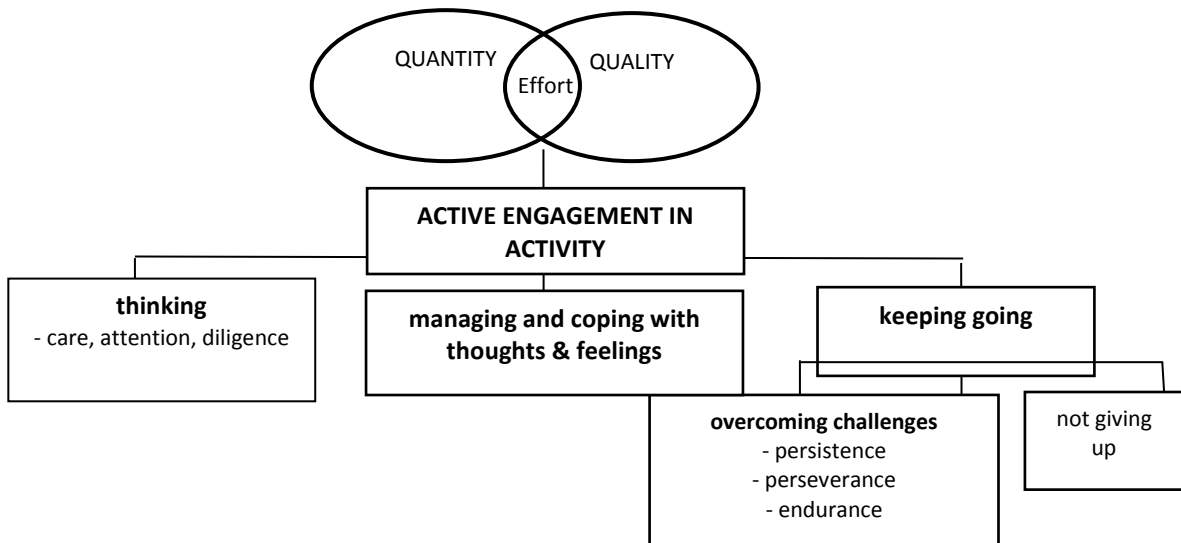 QUANTITY
QUALITY
Effort
ACTIVE ENGAGEMENT IN
ACTIVITY
thinking
- care, attention, diligence
managing and coping with
thoughts & feelings
keeping going
overcoming challenges
- persistence
- perseverance
- endurance
not giving
up